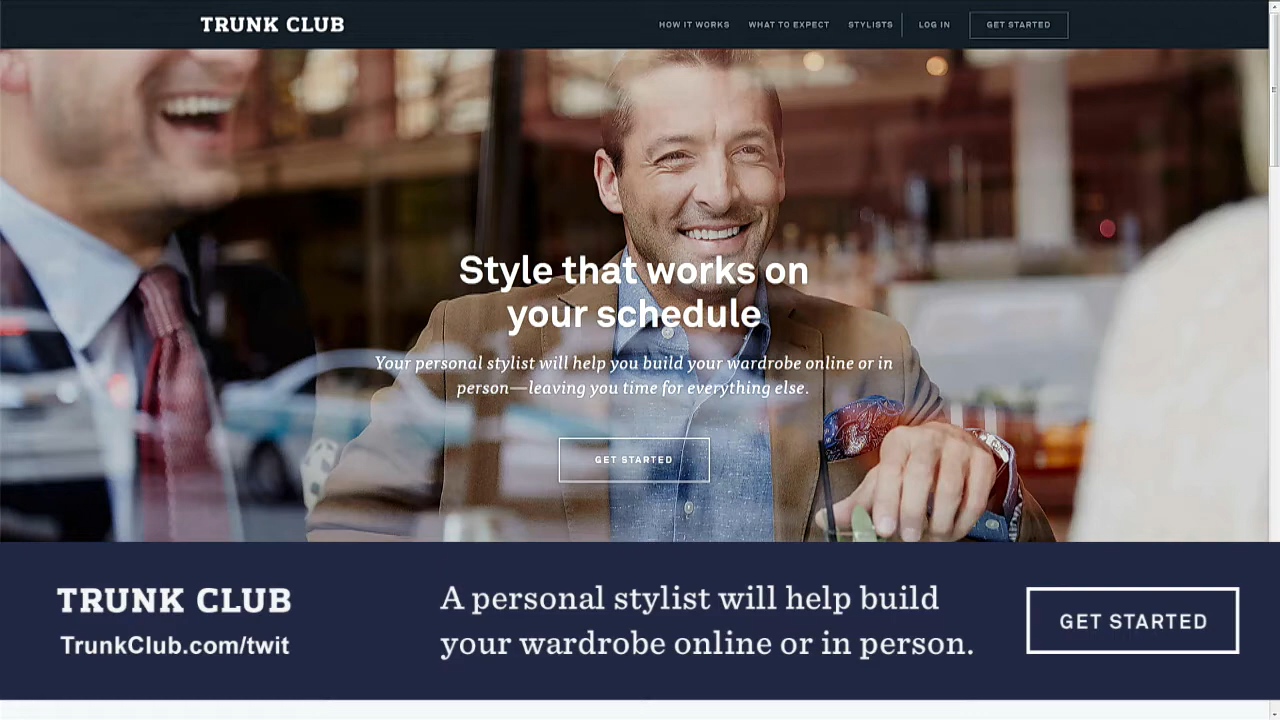 TRUNK CLUB
HOW IT WORKS WHAT TO EXPECT STYLISTS LOG IN GET STARTED
Style that works on
your schedule
Your personal stylist will help you build your wardrobe online or in
person—leaving you time for everything else.
GET STARTED
TRUNK CLUB
TrunkClub.com/twit
A personal stylist will help build
your wardrobe online or in person.
GET STARTED